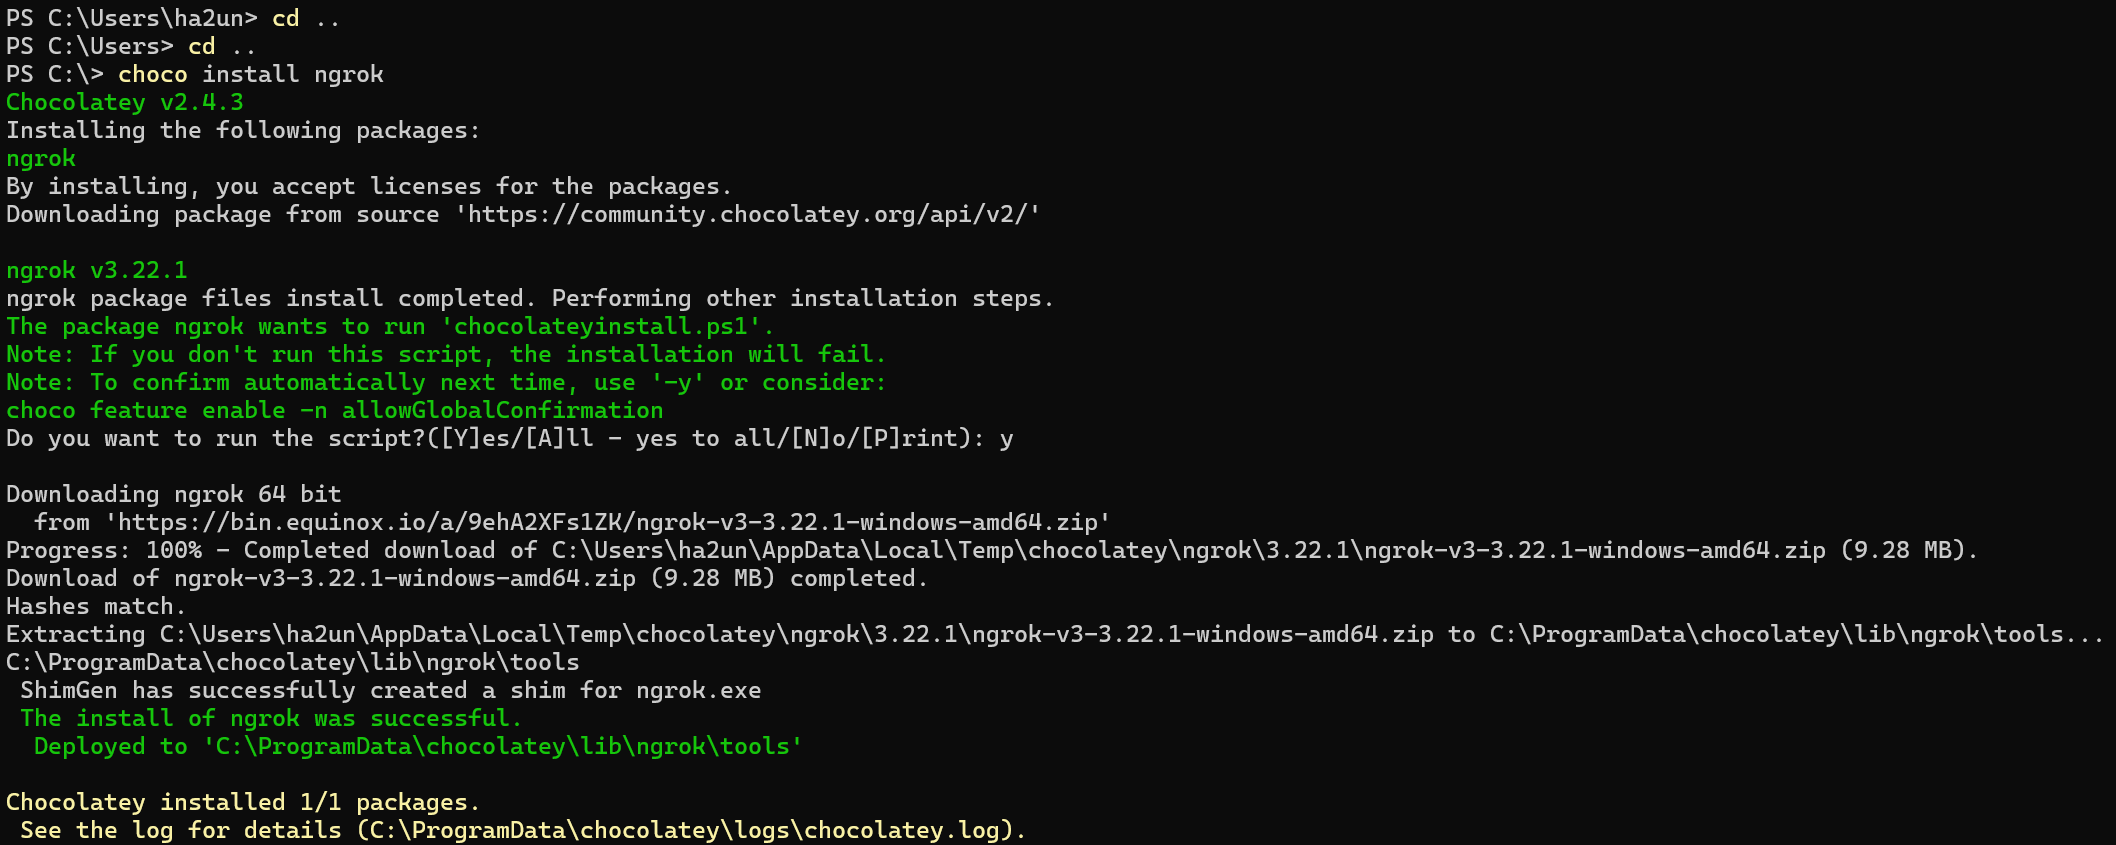 PS C:\Users\ha2un> cd ..
PS C:\Users> cd ..
PS C:\> choco install ngrok
Chocolatey v2.4.3
Installing the following packages:
ngrok
By installing, you accept licenses for the packages.
Downloading package from source 'https://community.chocolatey.org/api/v2/'

ngrok v3.22.1
ngrok package files install completed. Performing other installation steps.
The package ngrok wants to run 'chocolateyinstall.ps1'.
Note: If you don't run this script, the installation will fail.
Note: To confirm automatically next time, use '-y' or consider:
choco feature enable -n allowGlobalConfirmation
Do you want to run the script?([Y]es/[A]ll - yes to all/[N]o/[P]rint): y

Downloading ngrok 64 bit
  from 'https://bin.equinox.io/a/9ehA2XFs1ZK/ngrok-v3-3.22.1-windows-amd64.zip'
Progress: 100% - Completed download of C:\Users\ha2un\AppData\Local\Temp\chocolatey\ngrok\3.22.1\ngrok-v3-3.22.1-windows-amd64.zip (9.28 MB).
Download of ngrok-v3-3.22.1-windows-amd64.zip (9.28 MB) completed.
Hashes match.
Extracting C:\Users\ha2un\AppData\Local\Temp\chocolatey\ngrok\3.22.1\ngrok-v3-3.22.1-windows-amd64.zip to C:\ProgramData\chocolatey\lib\ngrok\tools...
C:\ProgramData\chocolatey\lib\ngrok\tools
 ShimGen has successfully created a shim for ngrok.exe
 The install of ngrok was successful.
  Deployed to 'C:\ProgramData\chocolatey\lib\ngrok\tools'

Chocolatey installed 1/1 packages.
 See the log for details (C:\ProgramData\chocolatey\logs\chocolatey.log).